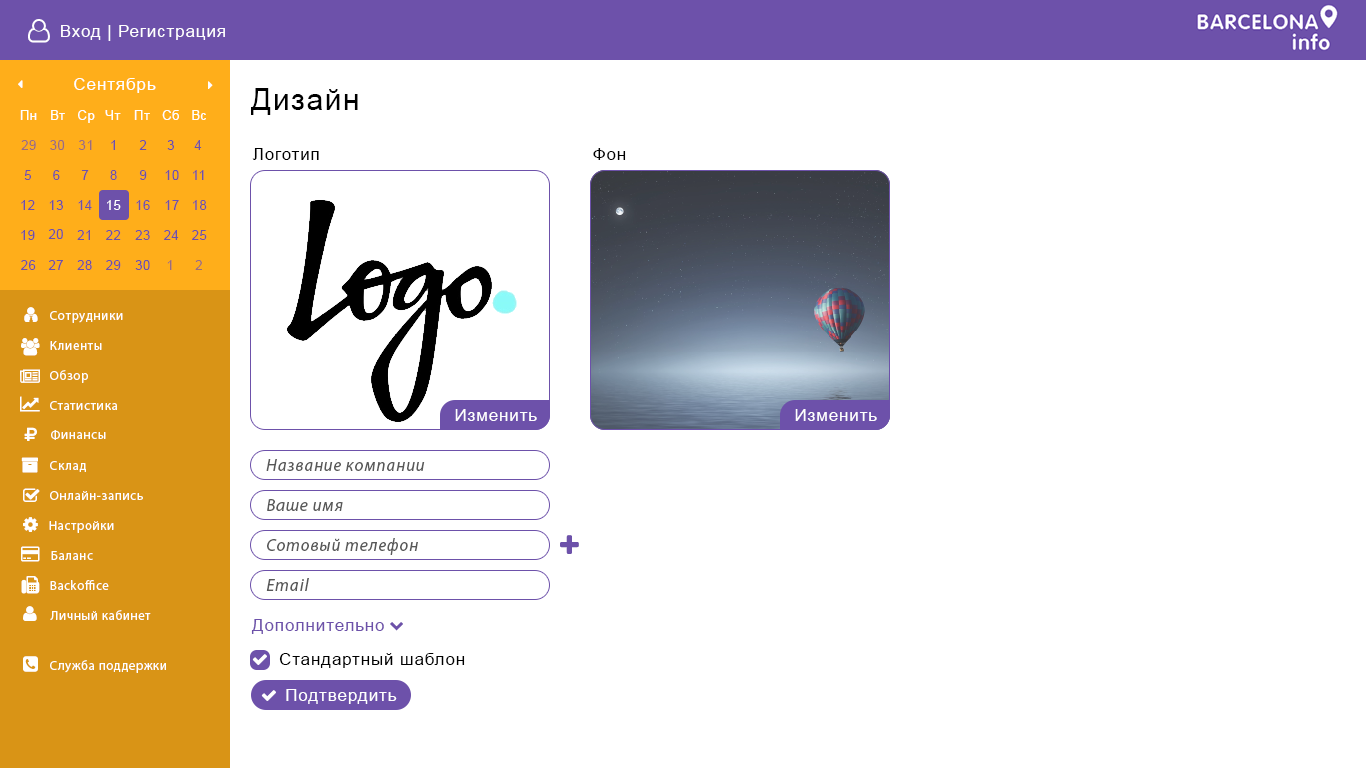 Вход | Регистрация
BARCELONA
info
Сентябрь
Пн Вт Ср Чт Пт Сб Вс
29 30 31 1 2 3 4
5 6 7 8 9 10 11
12 13 14 15 16 17 18
19 20 21 22 23 24 25
26 27 28 29 30 1 2
Сотрудники
Клиенты
Обзор
Статистика
Финансы
Склад
Онлайн-запись
Настройки
Баланс
Backoffice
Личный кабинет
Служба поддержки
Дизайн
Логотип
Logo.
Изменить
Фон
Изменить
Название компании
Ваше имя
Сотовый телефон
Email
Дополнительно
Стандартный шаблон
Подтвердить